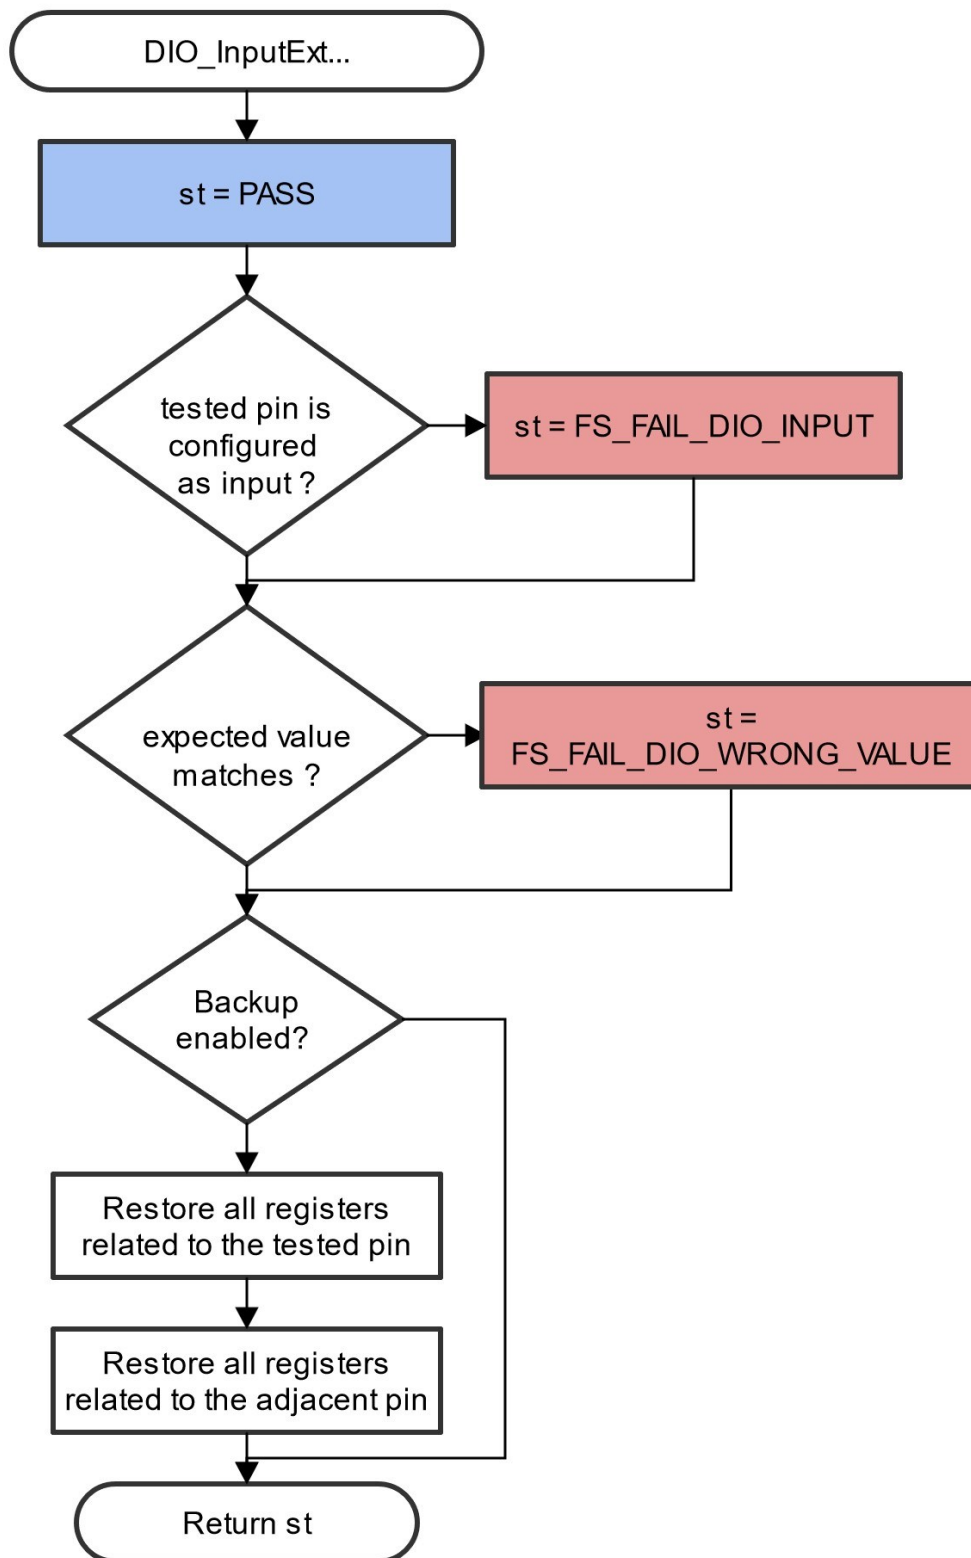 DIO_InputExt...
st = PASS
tested pin is
configured
as input ?
st = FS_FAIL_DIO_INPUT
expected value
matches ?
st =
FS_FAIL_DIO_WRONG_VALUE
Backup
enabled?
Restore all registers
related to the tested pin
Restore all registers
related to the adjacent pin
Return st